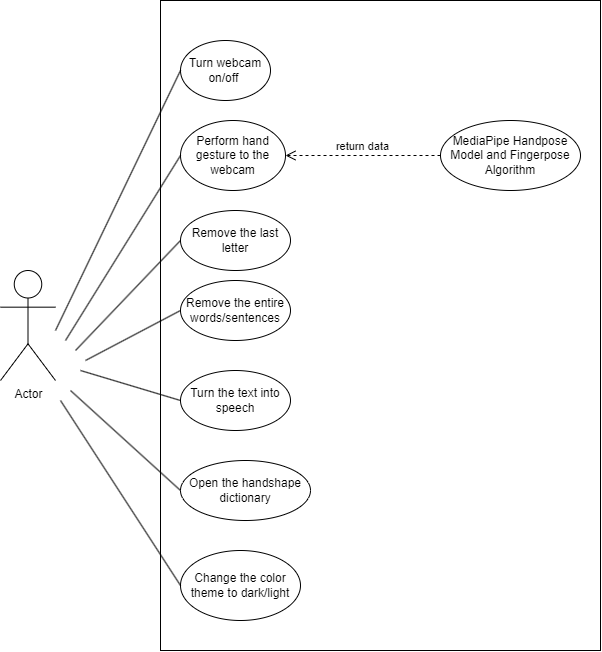 Turn webcam
on/off
Perform hand
gesture to the
webcam
return data
MediaPipe Handpose
Model and Fingerpose
Algorithm
Remove the last
letter
Remove the entire
words/sentences
Actor
Turn the text into
speech
Open the handshape
dictionary
Change the color
theme to dark/light